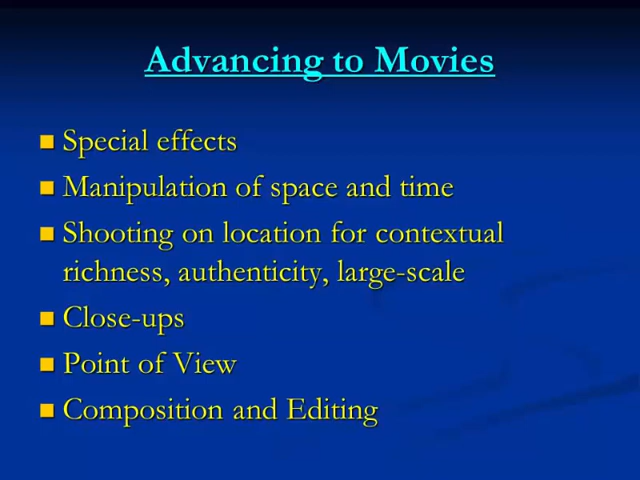 Advancing to Movies
Special effects
Manipulation of space and time
Shooting on location for contextual
richness, authenticity, large-scale
Close-ups
Point of View
Composition and Editing